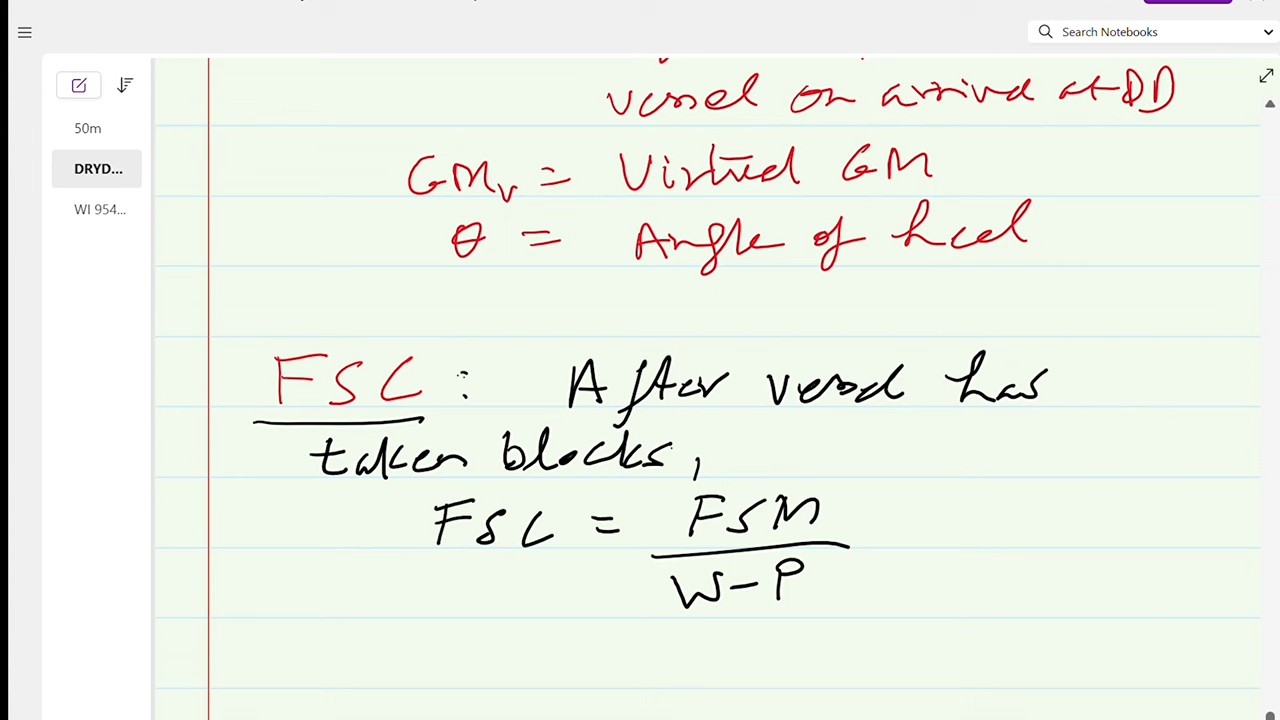 Search Notebooks
50m
DRYD...
WI 954...
vessel on arrival at DD
GMv = Virtual GM
θ = Angle of heel
FSC : After vessel has
taken blocks,
FSC = FSM
W-P